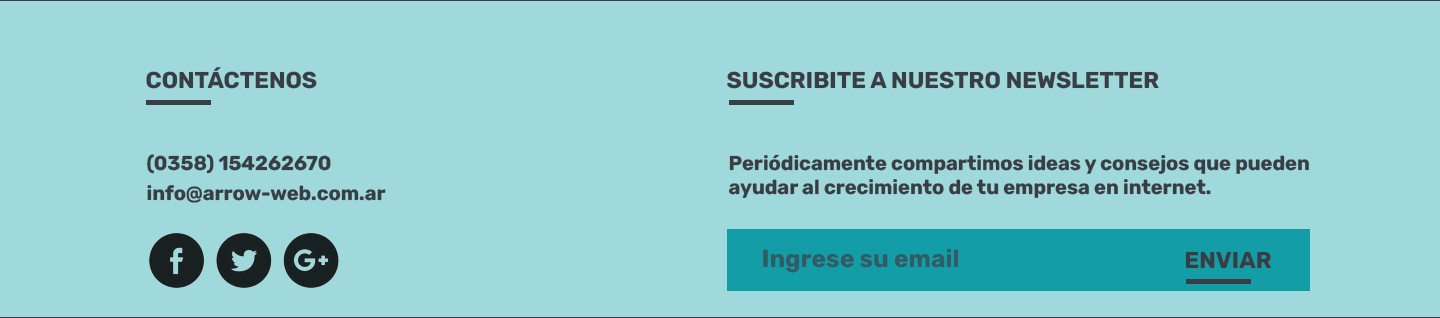 CONTÁCTENOS
(0358) 154262670
info@arrow-web.com.ar
SUSCRIBITE A NUESTRO NEWSLETTER
Periódicamente compartimos ideas y consejos que pueden
ayudar al crecimiento de tu empresa en internet.
Ingrese su email
ENVIAR